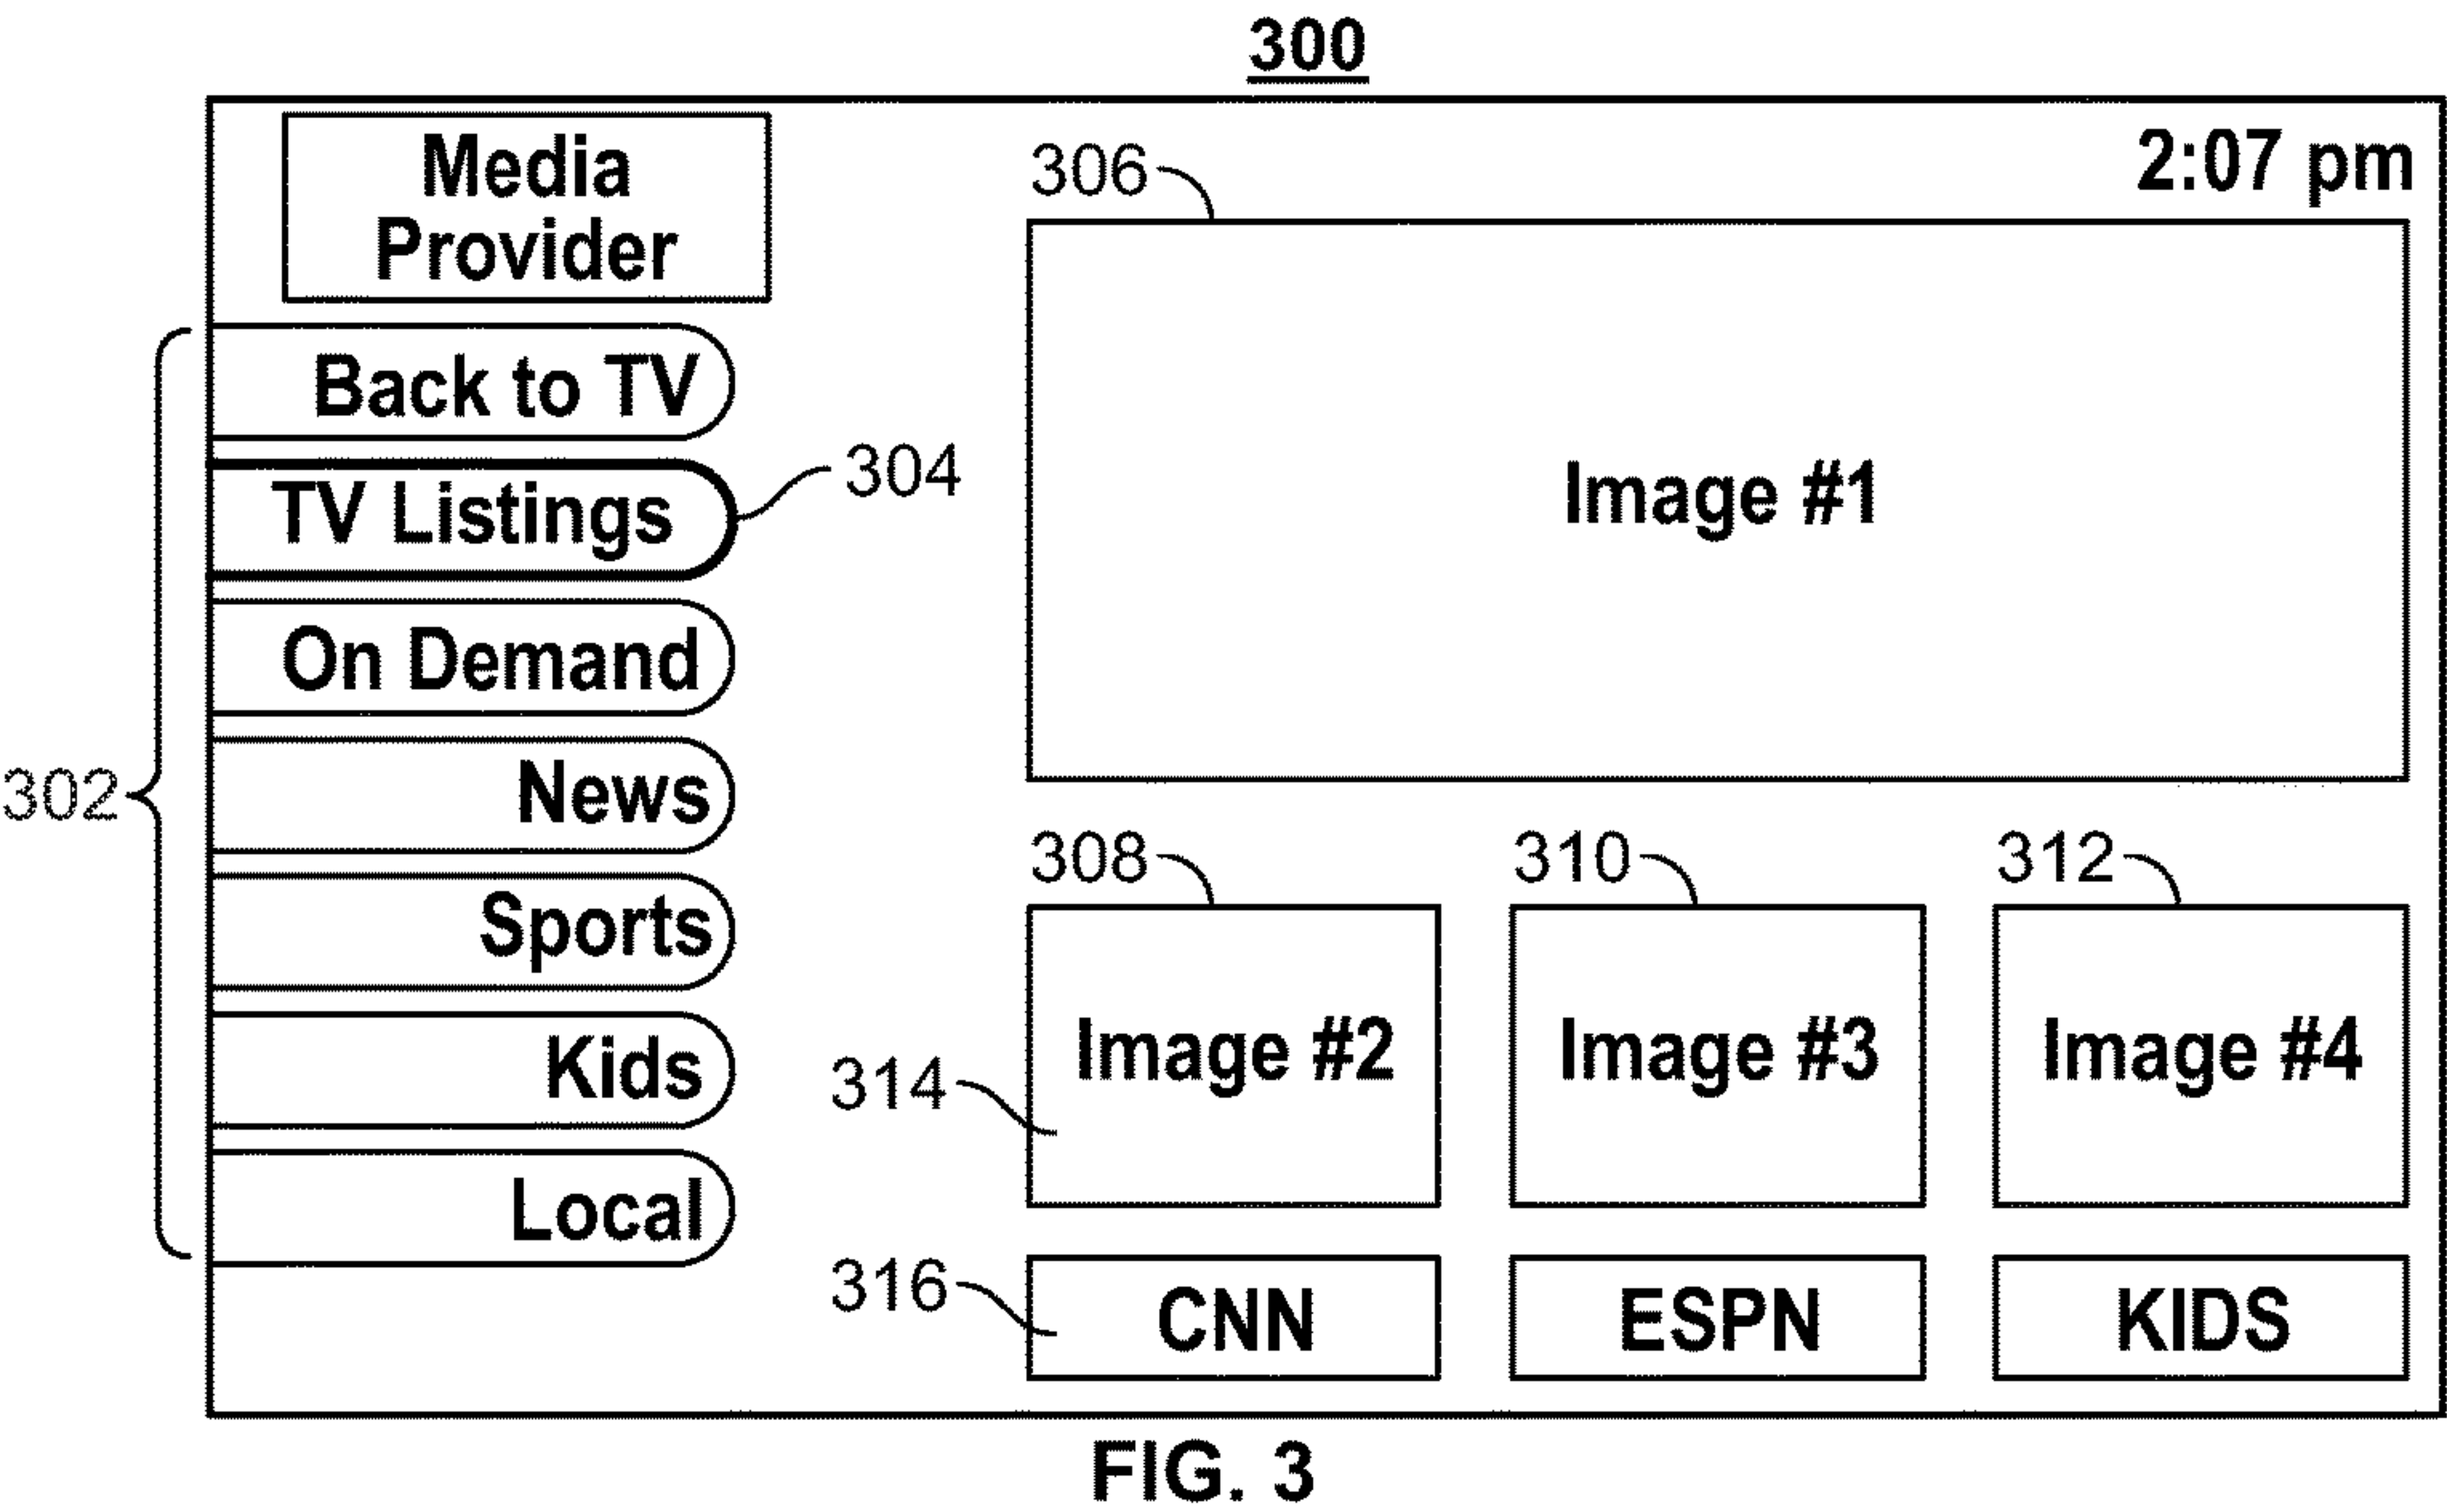 300
Media
Provider
2:07 pm
306
Back to TV
TV Listings
304
Image #1
On Demand
News
302
308
310
312
Sports
Image #2
Image #3
Image #4
Kids
314
Local
316
CNN
ESPN
KIDS
FIG. 3